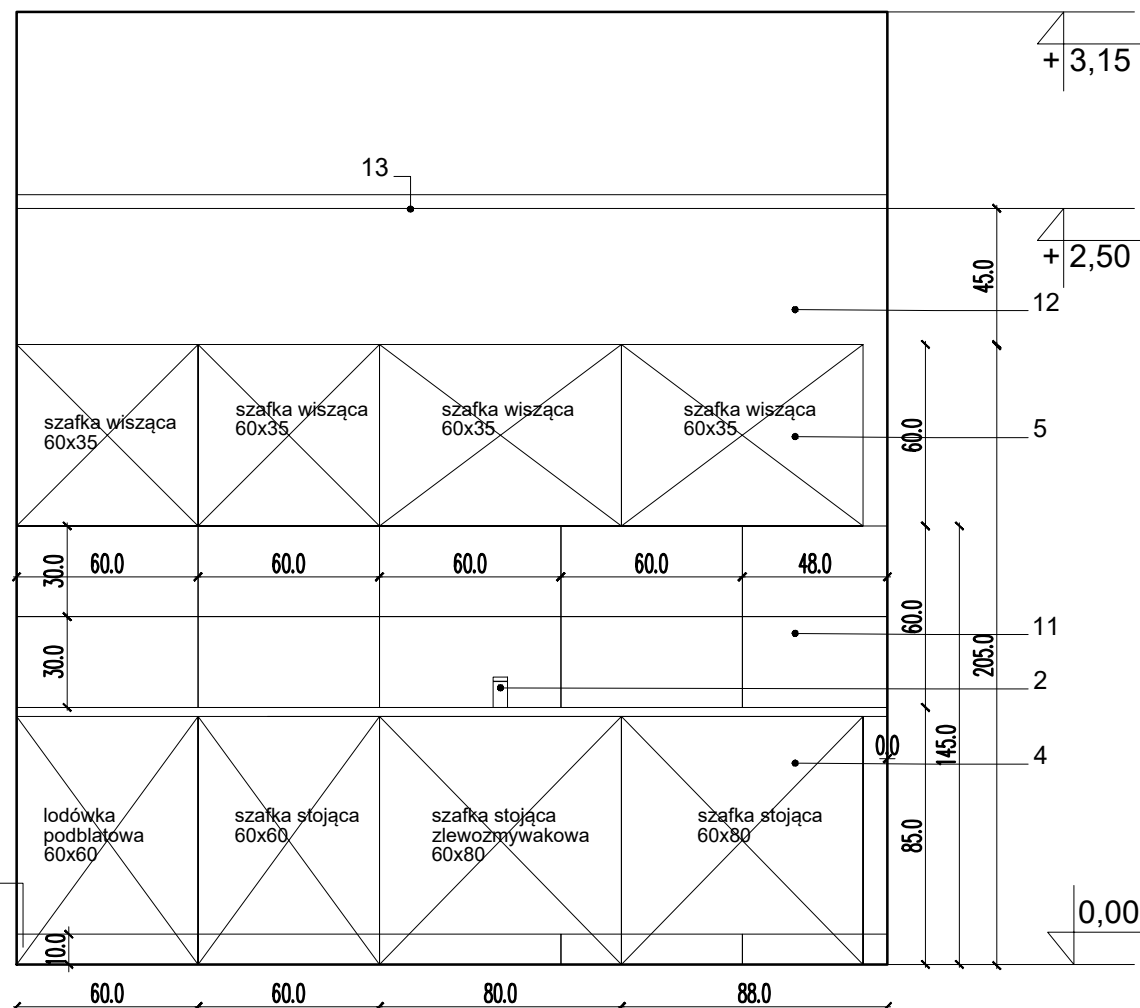 + 3,15
13
+ 2,50
45.0
12
szafka wisząca
60x35
szafka wisząca
60x35
szafka wisząca
60x35
szafka wisząca
60x35
5
60.0
30.0
60.0
60.0
60.0
60.0
48.0
60.0
11
205.0
30.0
2
0.0
145.0
4
lodówka
podblatowa
60x60
szafka stojąca
60x60
szafka stojąca
zlewozmywakowa
60x80
szafka stojąca
60x80
85.0
0,00
10.0
60.0
60.0
80.0
88.0